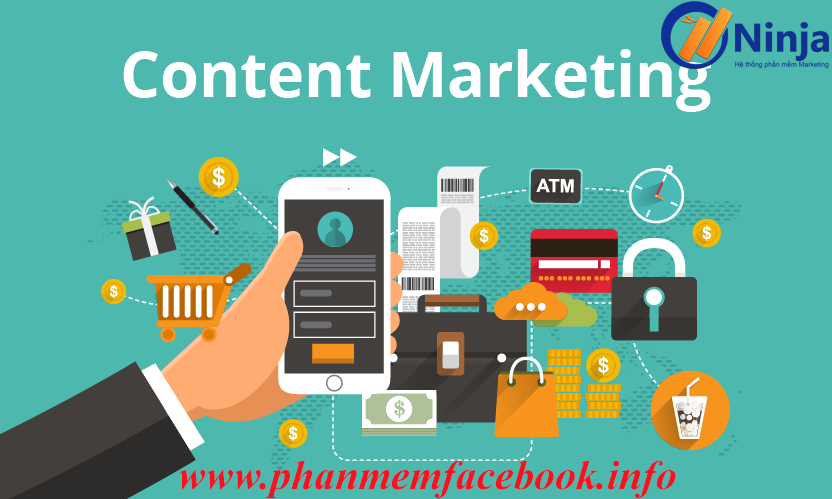 Ninja
Hệ thống phần mềm Marketing
Content Marketing
$
ATM
$
$
$
$
$
$
www.phanmemfacebook.info